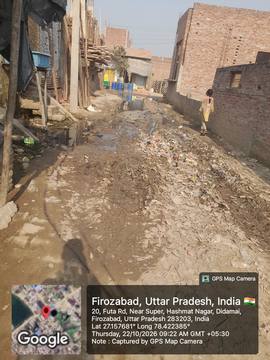 GPS Map Camera
Firozabad, Uttar Pradesh, India
20, Futa Rd, Near Super, Hashmat Nagar, Didamai,
Firozabad, Uttar Pradesh 283203, India
Lat 27.157681° Long 78.422385°
Thursday, 22/10/2026 09:22 AM GMT +05:30
Note : Captured by GPS Map Camera
Google